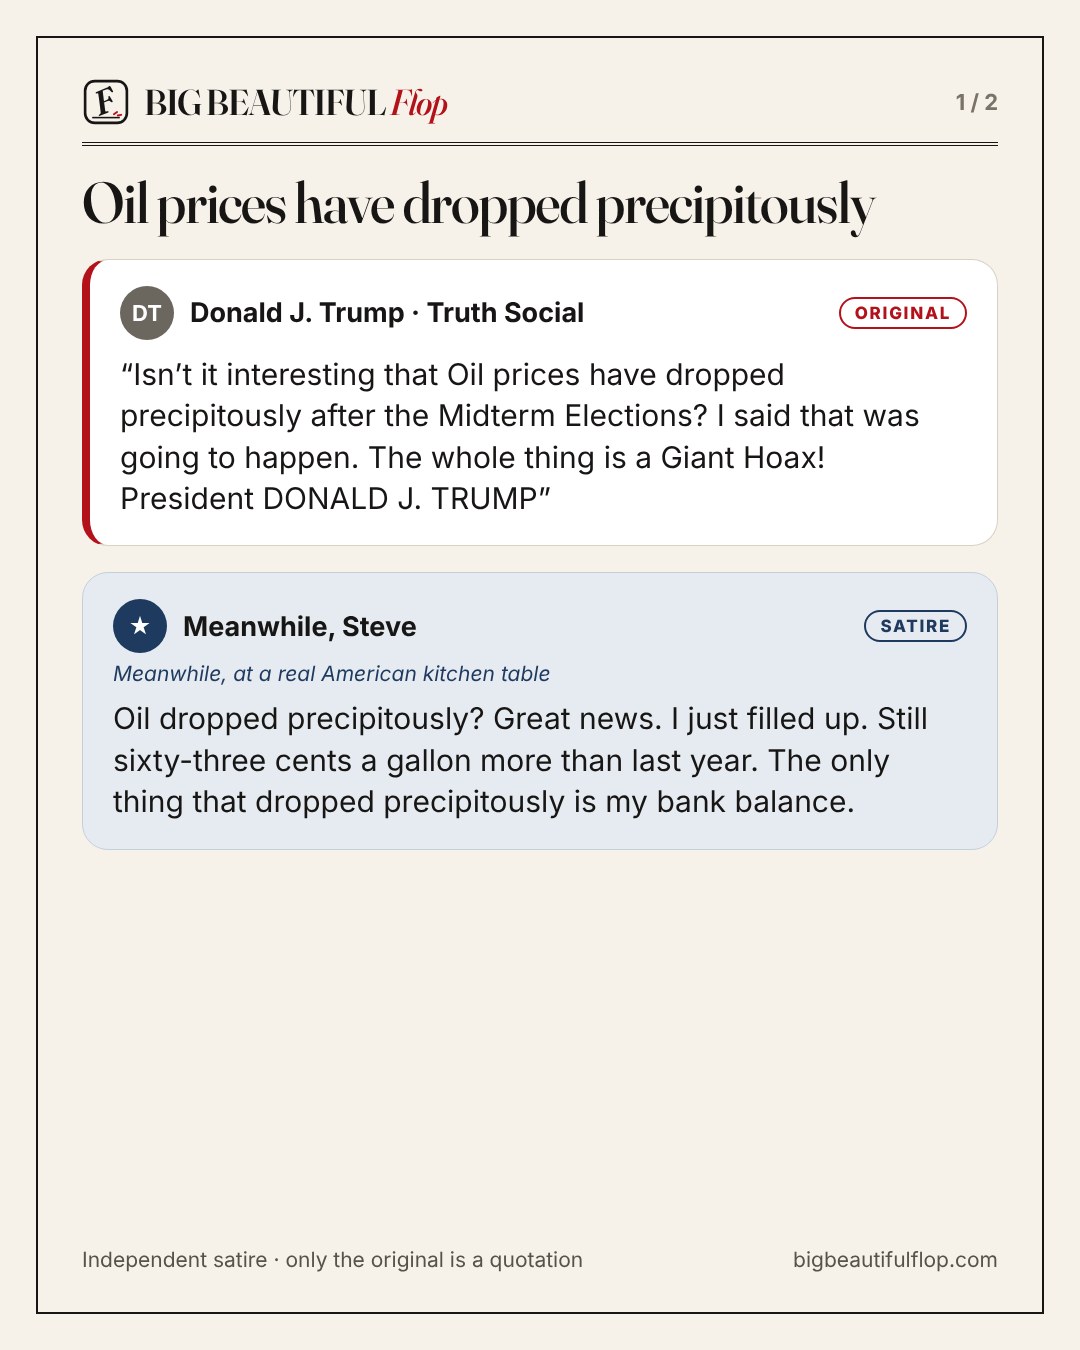 F
BIG BEAUTIFUL Flop
1 / 2
Oil prices have dropped precipitously
DT
Donald J. Trump · Truth Social
ORIGINAL
“Isn’t it interesting that Oil prices have dropped
precipitously after the Midterm Elections? I said that was
going to happen. The whole thing is a Giant Hoax!
President DONALD J. TRUMP”
★
Meanwhile, Steve
SATIRE
Meanwhile, at a real American kitchen table
Oil dropped precipitously? Great news. I just filled up. Still
sixty-three cents a gallon more than last year. The only
thing that dropped precipitously is my bank balance.
Independent satire · only the original is a quotation
bigbeautifulflop.com